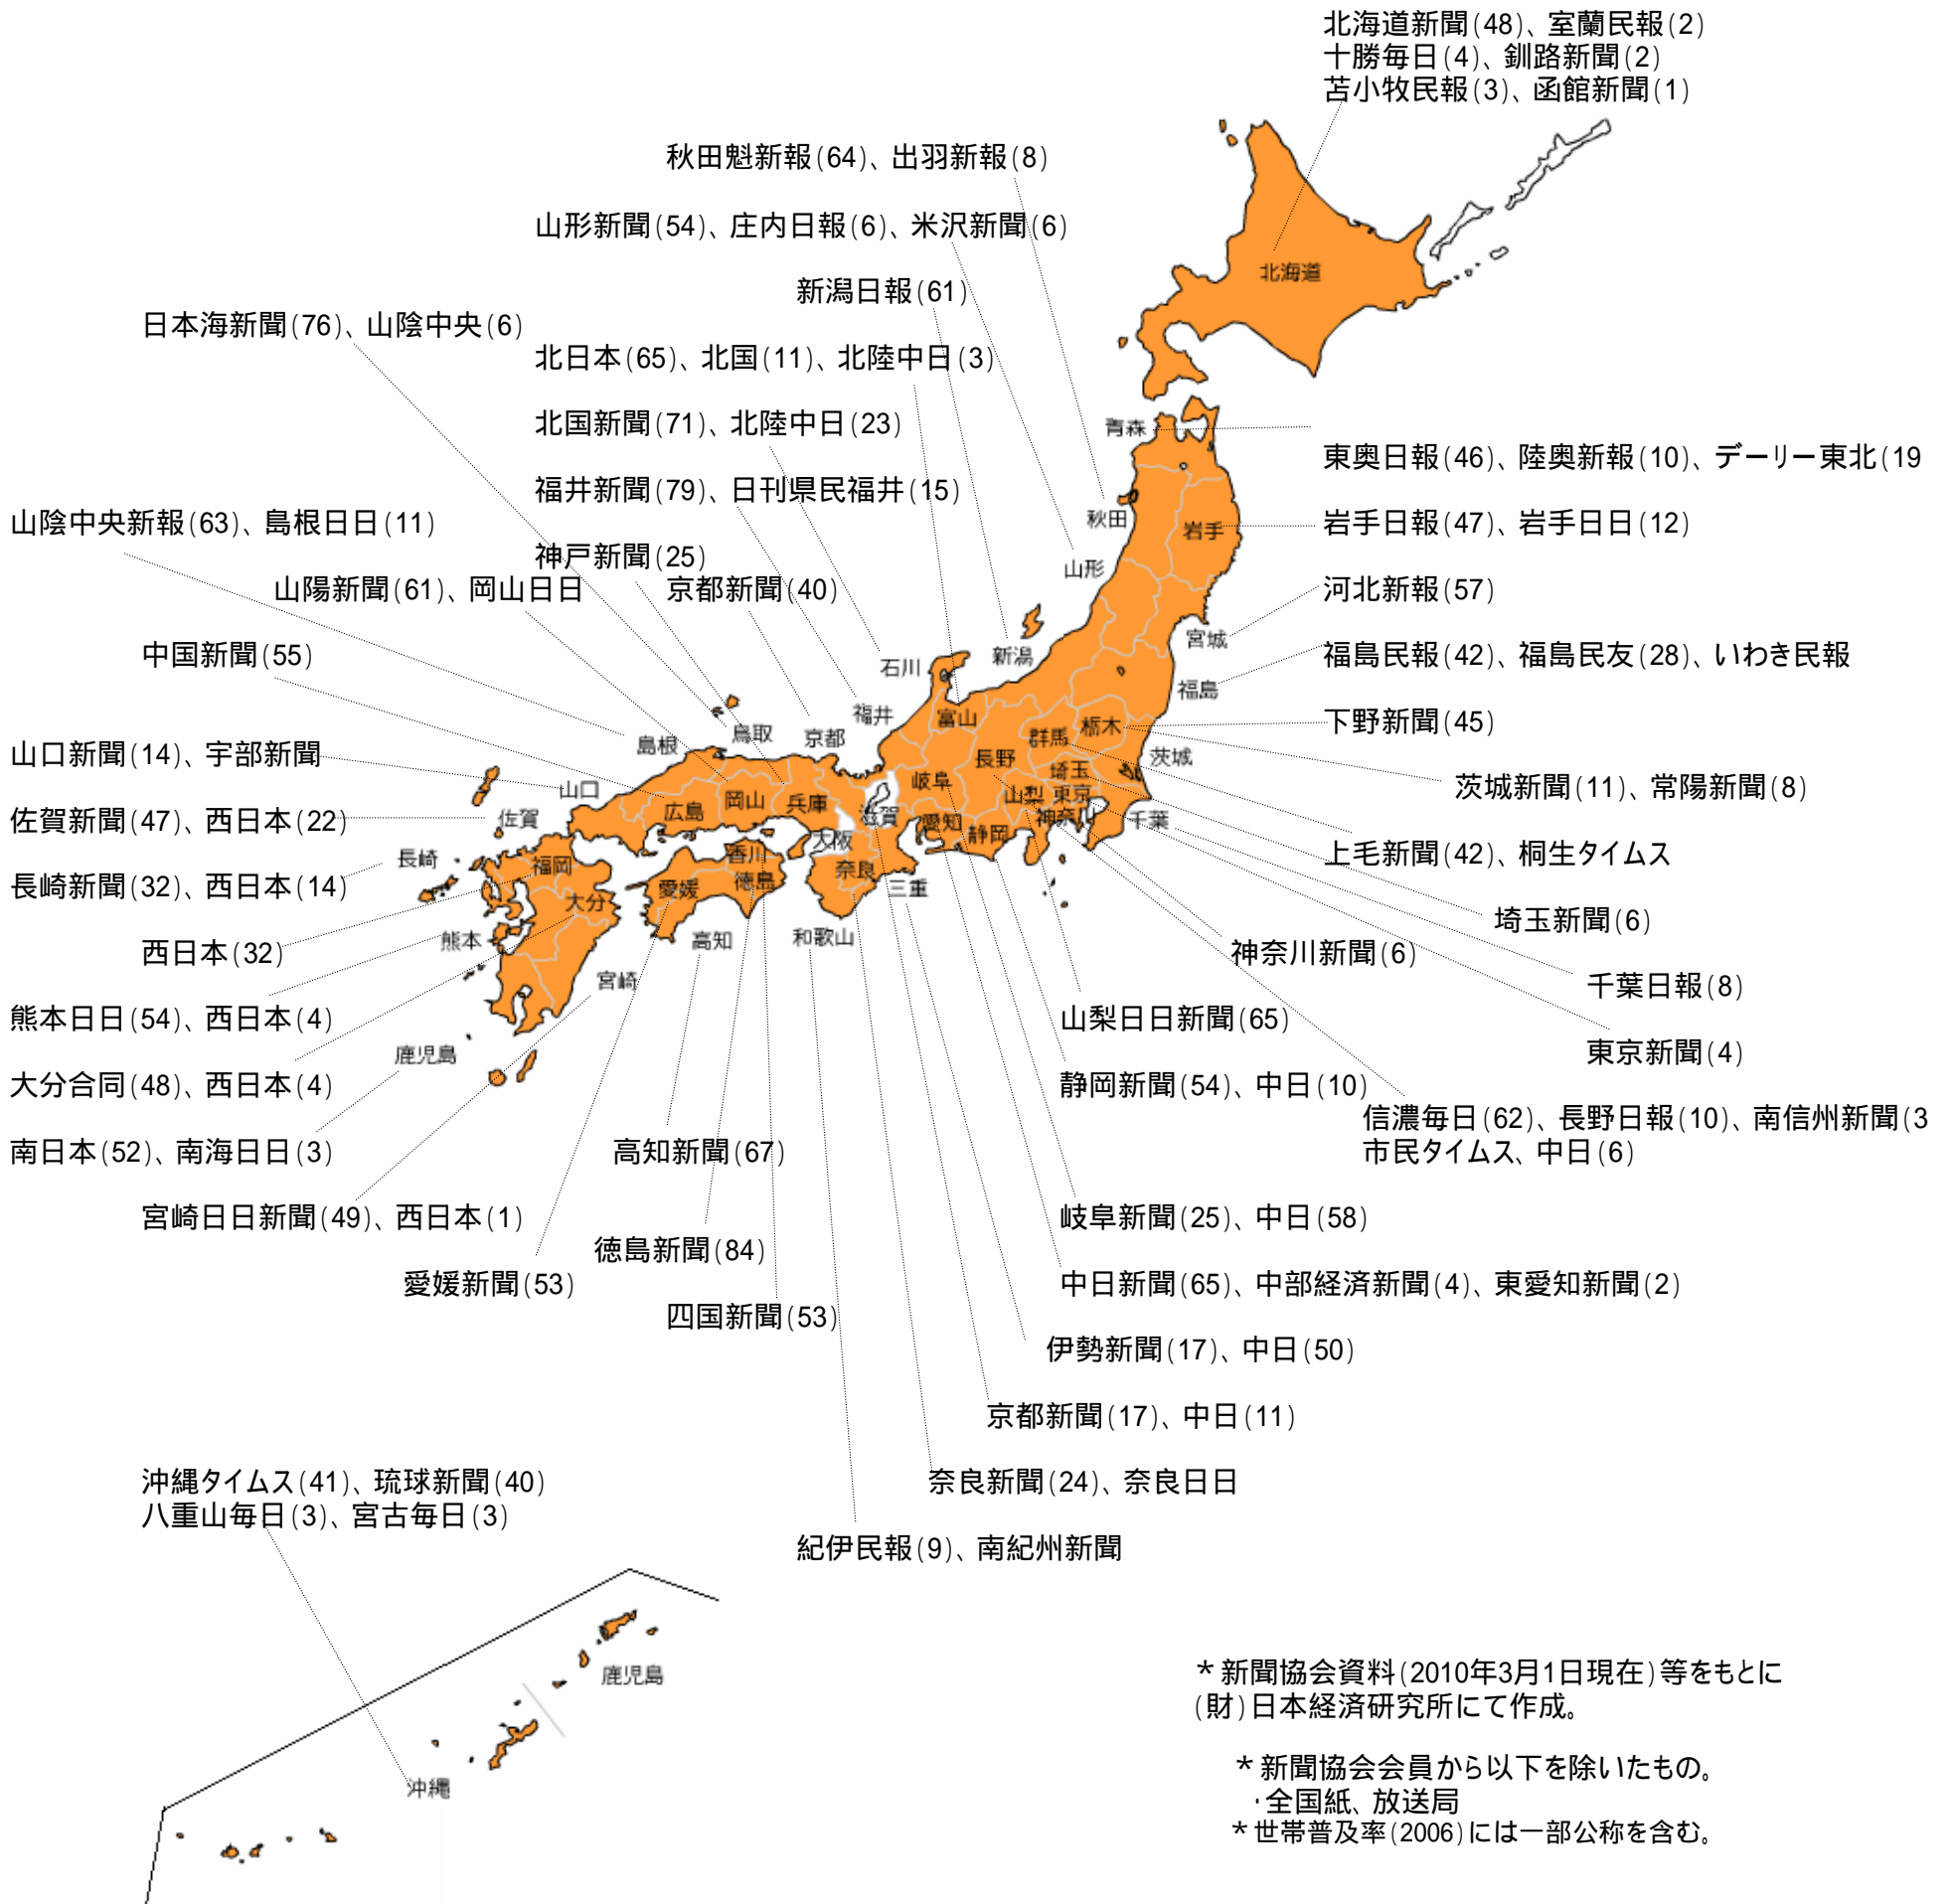 北海道新聞(48)、室蘭民報(2)
十勝毎日(4)、釧路新聞(2)
苫小牧民報(3)、函館新聞(1)
秋田魁新報(64)、出羽新報(8)
山形新聞(54)、庄内日報(6)、米沢新聞(6)
北海道
新潟日報(61)
日本海新聞(76)、山陰中央(6)
北日本(65)、北国(11)、北陸中日(3)
北国新聞(71)、北陸中日(23)
青森
東奥日報(46)、陸奥新報(10)、デーリー東北(19
福井新聞(79)、日刊県民福井(15)
山陰中央新報(63)、島根日日(11)
秋田
岩手
岩手日報(47)、岩手日日(12)
神戸新聞(25)
山形
山陽新聞(61)、岡山日日
京都新聞(40)
河北新報(57)
宮城
中国新聞(55)
石川
新潟
福島民報(42)、福島民友(28)、いわき民報
福島
福井
富山
下野新聞(45)
鳥取
京都
島根
群馬
栃木
山口新聞(14)、宇部新聞
長野
茨城
岐阜
埼玉
山口
茨城新聞(11)、常陽新聞(8)
岡山
兵庫
山梨
東京
広島
滋賀
神奈川
佐賀新聞(47)、西日本(22)
佐賀
愛知
静岡
千葉
大阪
香川
上毛新聞(42)、桐生タイムス
長崎
福岡
奈良
徳島
長崎新聞(32)、西日本(14)
愛媛
三重
大分
埼玉新聞(6)
熊本
高知
和歌山
西日本(32)
神奈川新聞(6)
宮崎
千葉日報(8)
熊本日日(54)、西日本(4)
山梨日日新聞(65)
鹿児島
東京新聞(4)
大分合同(48)、西日本(4)
静岡新聞(54)、中日(10)
信濃毎日(62)、長野日報(10)、南信州新聞(3
市民タイムス、中日(6)
南日本(52)、南海日日(3)
高知新聞(67)
宮崎日日新聞(49)、西日本(1)
岐阜新聞(25)、中日(58)
徳島新聞(84)
愛媛新聞(53)
中日新聞(65)、中部経済新聞(4)、東愛知新聞(2)
四国新聞(53)
伊勢新聞(17)、中日(50)
京都新聞(17)、中日(11)
奈良新聞(24)、奈良日日
沖縄タイムス(41)、琉球新聞(40)
八重山毎日(3)、宮古毎日(3)
紀伊民報(9)、南紀州新聞
鹿児島
沖縄
*新聞協会資料(2010年3月1日現在)等をもとに
(財)日本経済研究所にて作成。
*新聞協会会員から以下を除いたもの。
・全国紙、放送局
*世帯普及率(2006)には一部公称を含む。